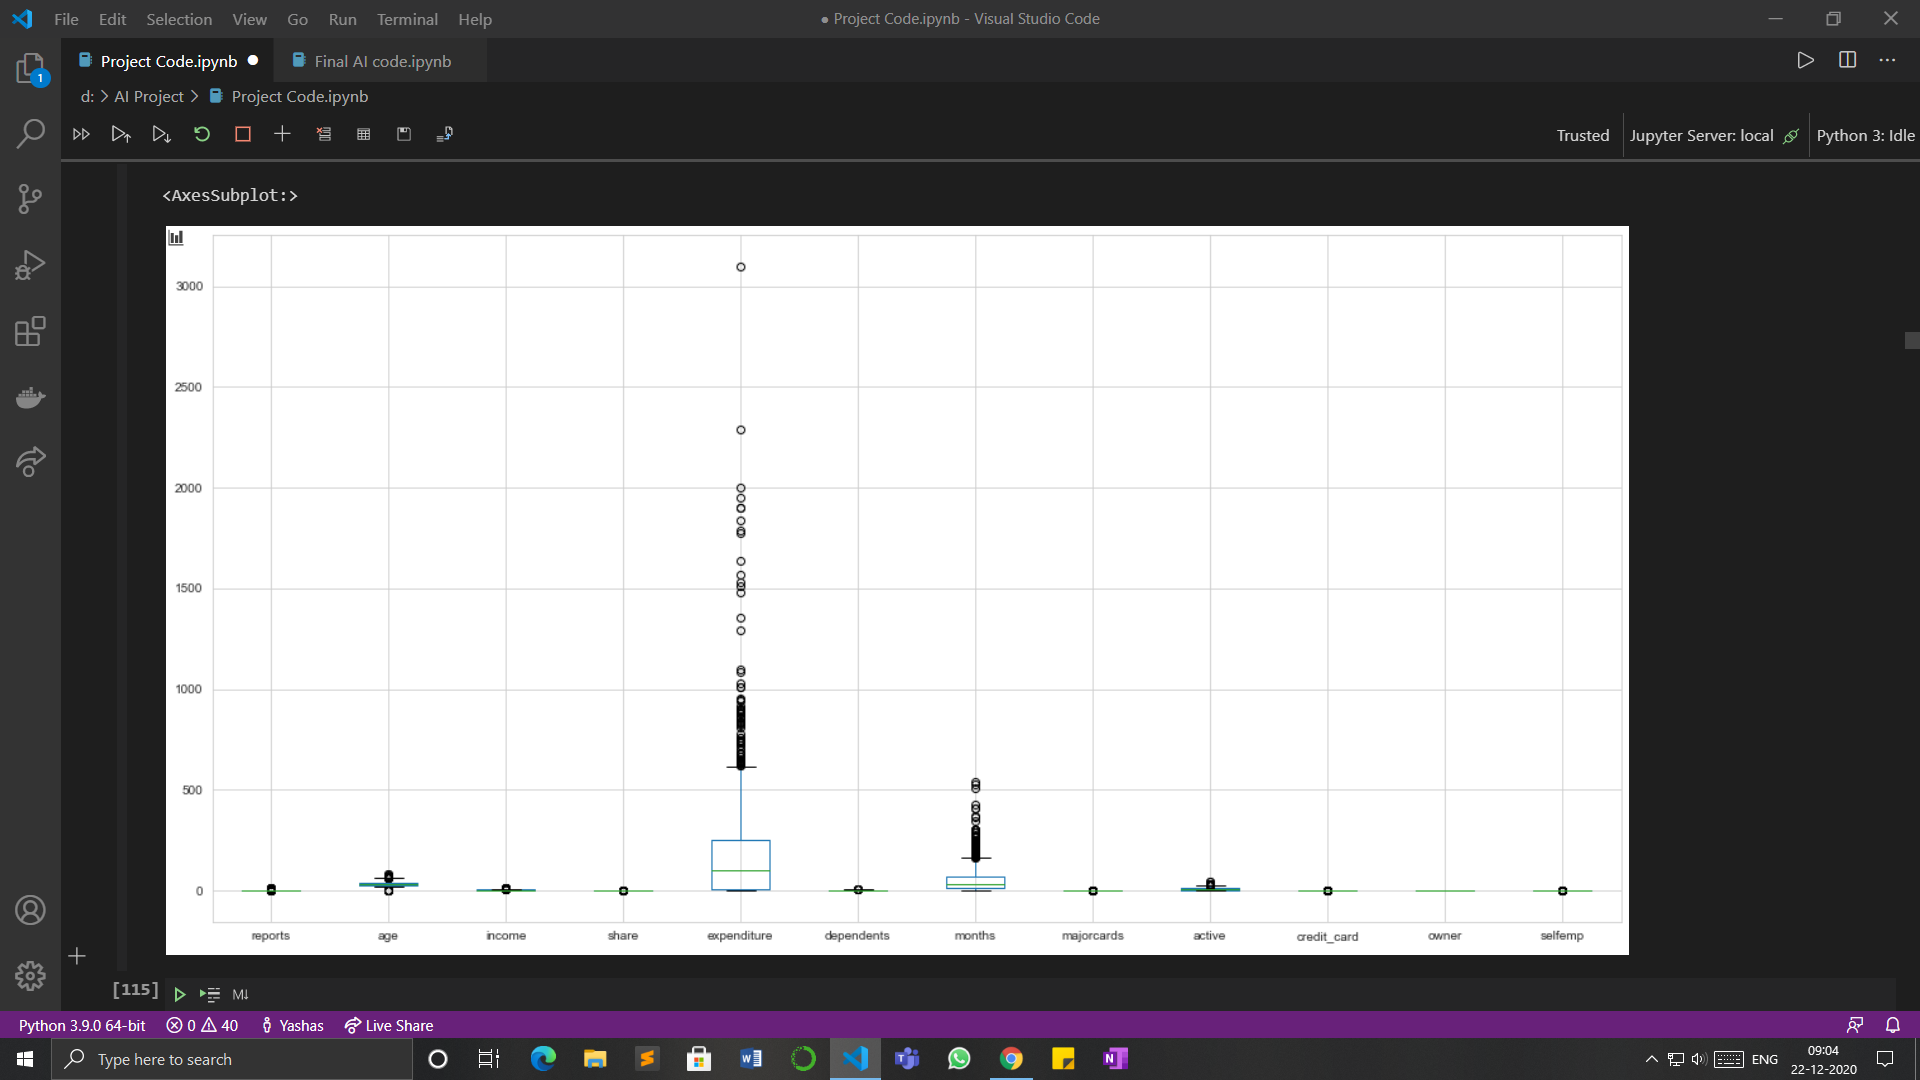 File Edit Selection View Go Run Terminal Help
● Project Code.ipynb - Visual Studio Code
1
Project Code.ipynb Final AI code.ipynb
d: > AI Project > Project Code.ipynb
Trusted Jupyter Server: local Python 3: Idle
<AxesSubplot:>
3000
2500
2000
1500
1000
500
0
reports age income share expenditure dependents months majorcards active credit_card owner selfemp
[115] M↓
Python 3.9.0 64-bit 0 40 Yashas Live Share
Type here to search
ENG
09:04
22-12-2020